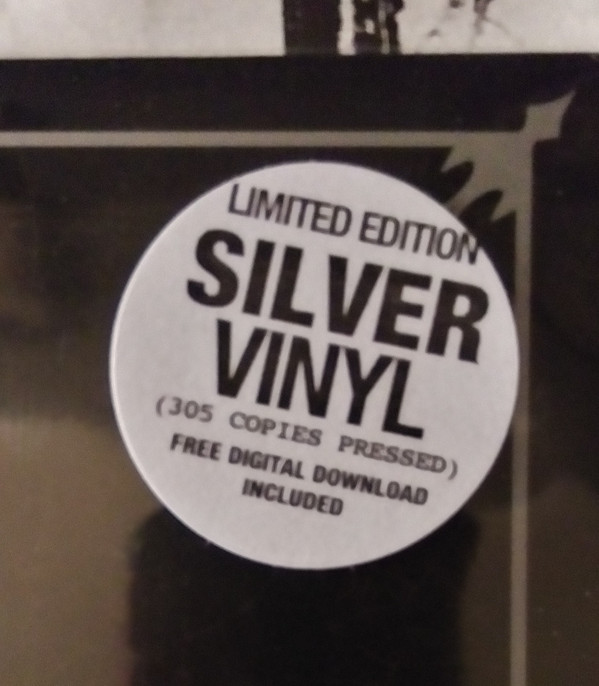 LIMITED EDITION
SILVER
VINYL
(305 COPIES PRESSED)
FREE DIGITAL DOWNLOAD
INCLUDED